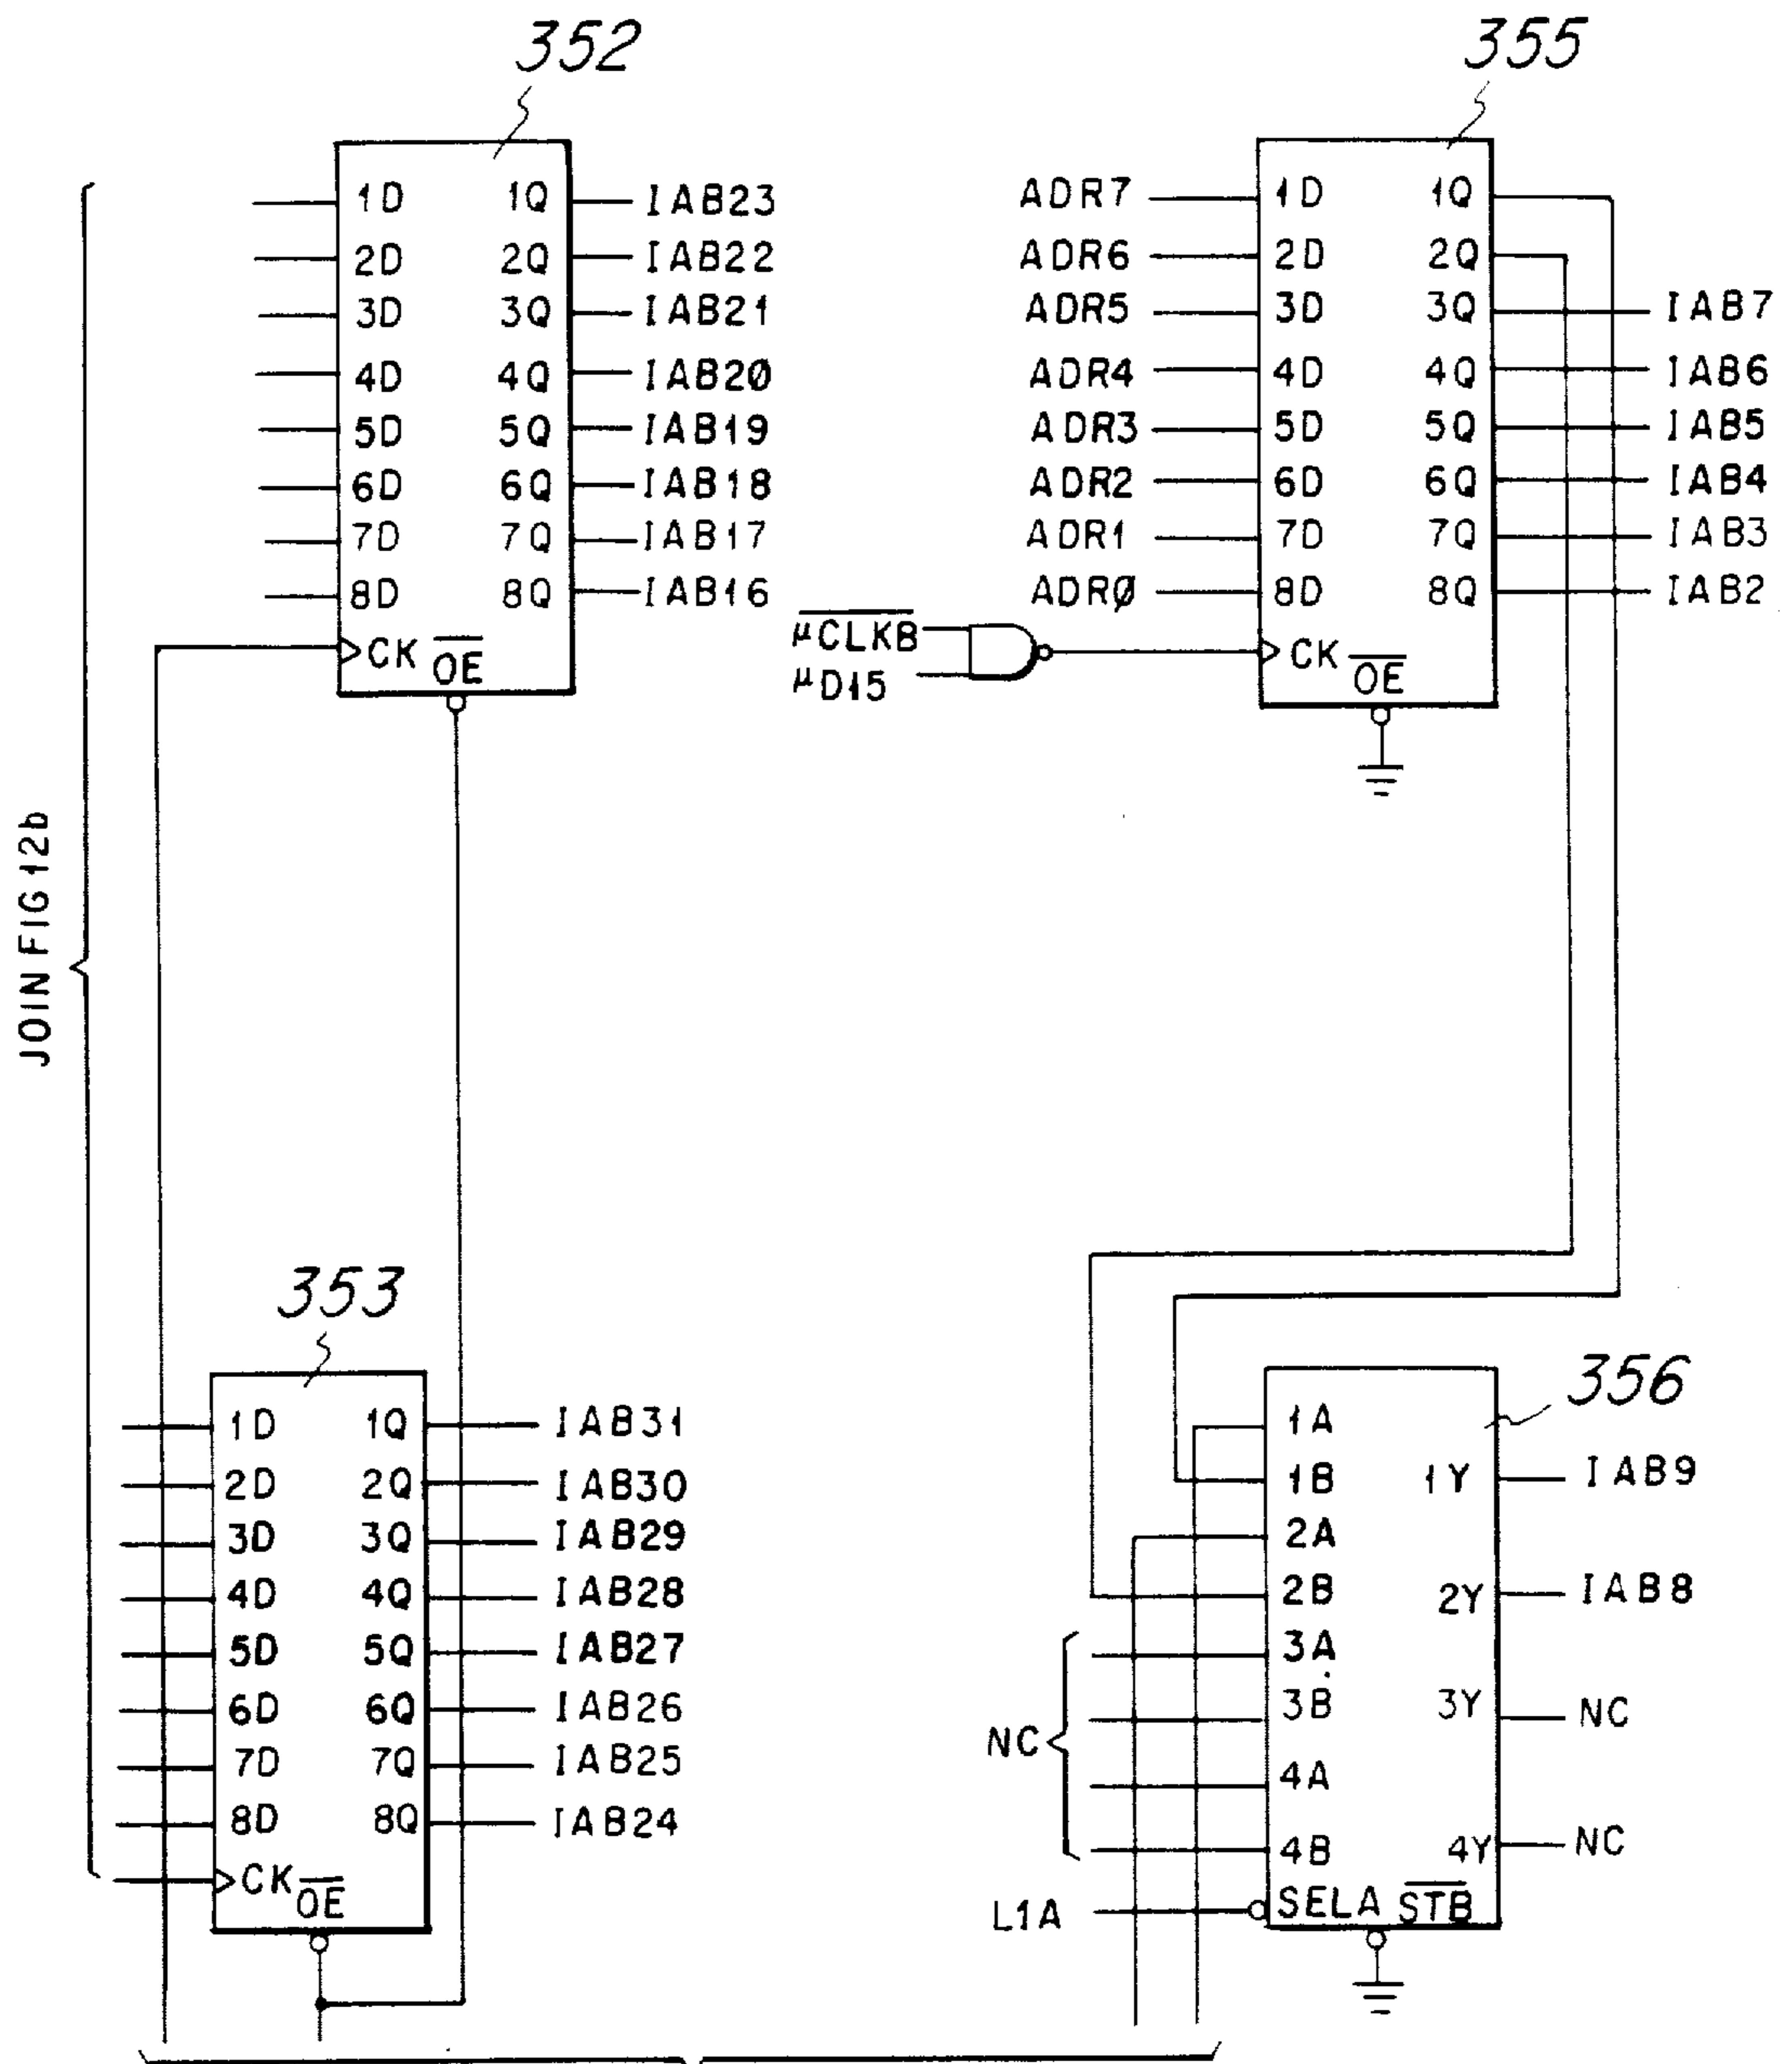 352
1D 1Q IAB23
2D 2Q IAB22
3D 3Q IAB21
4D 4Q IAB2Ø
5D 5Q IAB19
6D 6Q IAB18
7D 7Q IAB17
8D 8Q IAB16
CK OE
355
ADR7 1D 1Q
ADR6 2D 2Q
ADR5 3D 3Q IAB7
ADR4 4D 4Q IAB6
ADR3 5D 5Q IAB5
ADR2 6D 6Q IAB4
ADR1 7D 7Q IAB3
ADRØ 8D 8Q IAB2
μCLKB
μD15
CK OE
JOIN FIG 12b
353
1D 1Q IAB31
2D 2Q IAB30
3D 3Q IAB29
4D 4Q IAB28
5D 5Q IAB27
6D 6Q IAB26
7D 7Q IAB25
8D 8Q IAB24
CK OE
356
1A
1B 1Y IAB9
2A
2B 2Y IAB8
3A
3B 3Y NC
NC
4A
4B 4Y NC
L1A SELA STB